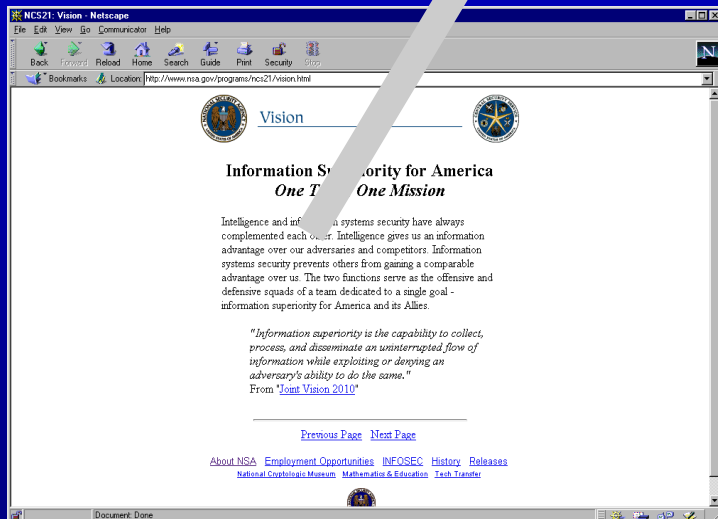 NCS21: Vision - Netscape
File Edit View Go Communicator Help
Back Forward Reload Home Search Guide Print Security Stop
N
Bookmarks Location: http://www.nsa.gov/programs/ncs21/vision.html
Vision
Information Su ority for America
One T One Mission
Intelligence and inf n systems security have always
complemented each other. Intelligence gives us an information
advantage over our adversaries and competitors. Information
systems security prevents others from gaining a comparable
advantage over us. The two functions serve as the offensive and
defensive squads of a team dedicated to a single goal -
information superiority for America and its Allies.
"Information superiority is the capability to collect,
process, and disseminate an uninterrupted flow of
information while exploiting or denying an
adversary's ability to do the same."
From "Joint Vision 2010"
Previous Page Next Page
About NSA Employment Opportunities INFOSEC History Releases
National Cryptologic Museum Mathematics & Education Tech Transfer
Document: Done